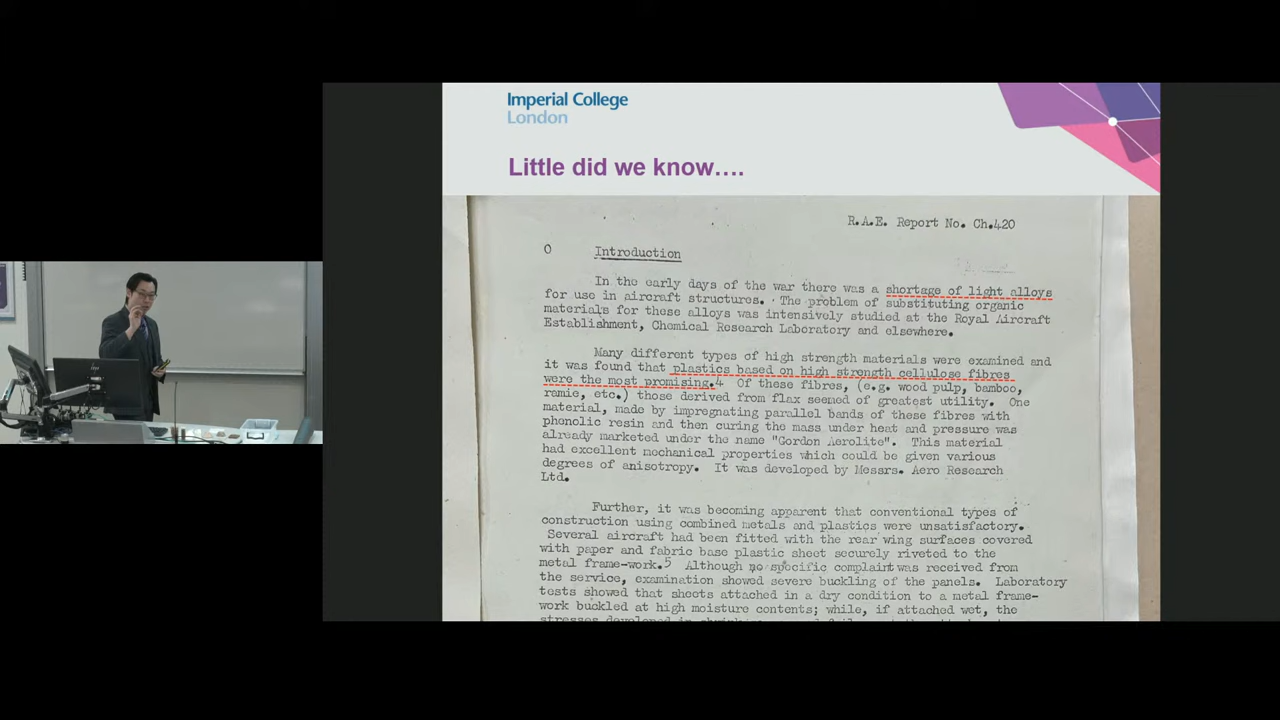 Imperial College
London
Little did we know….
R.A.E. Report No. Ch.420
0 Introduction
In the early days of the war there was a shortage of light alloys
for use in aircraft structures. The problem of substituting organic
materials for these alloys was intensively studied at the Royal Aircraft
Establishment, Chemical Research Laboratory and elsewhere.
Many different types of high strength materials were examined and
it was found that plastics based on high strength cellulose fibres
were the most promising.4 Of these fibres, (e.g. wood pulp, bamboo,
ramie, etc.) those derived from flax seemed of greatest utility. One
material, made by impregnating parallel bands of these fibres with
phenolic resin and then curing the mass under heat and pressure was
already marketed under the name "Gordon Aerolite". This material
had excellent mechanical properties which could be given various
degrees of anisotropy. It was developed by Messrs. Aero Research
Ltd.
Further, it was becoming apparent that conventional types of
construction using combined metals and plastics were unsatisfactory.
Several aircraft had been fitted with the rear wing surfaces covered
with paper and fabric base plastic sheet securely riveted to the
metal frame-work.5 Although no specific complaint was received from
the service, examination showed severe buckling of the panels. Laboratory
tests showed that sheets attached in a dry condition to a metal frame-
work buckled at high moisture contents; while, if attached wet, the
stresses developed in